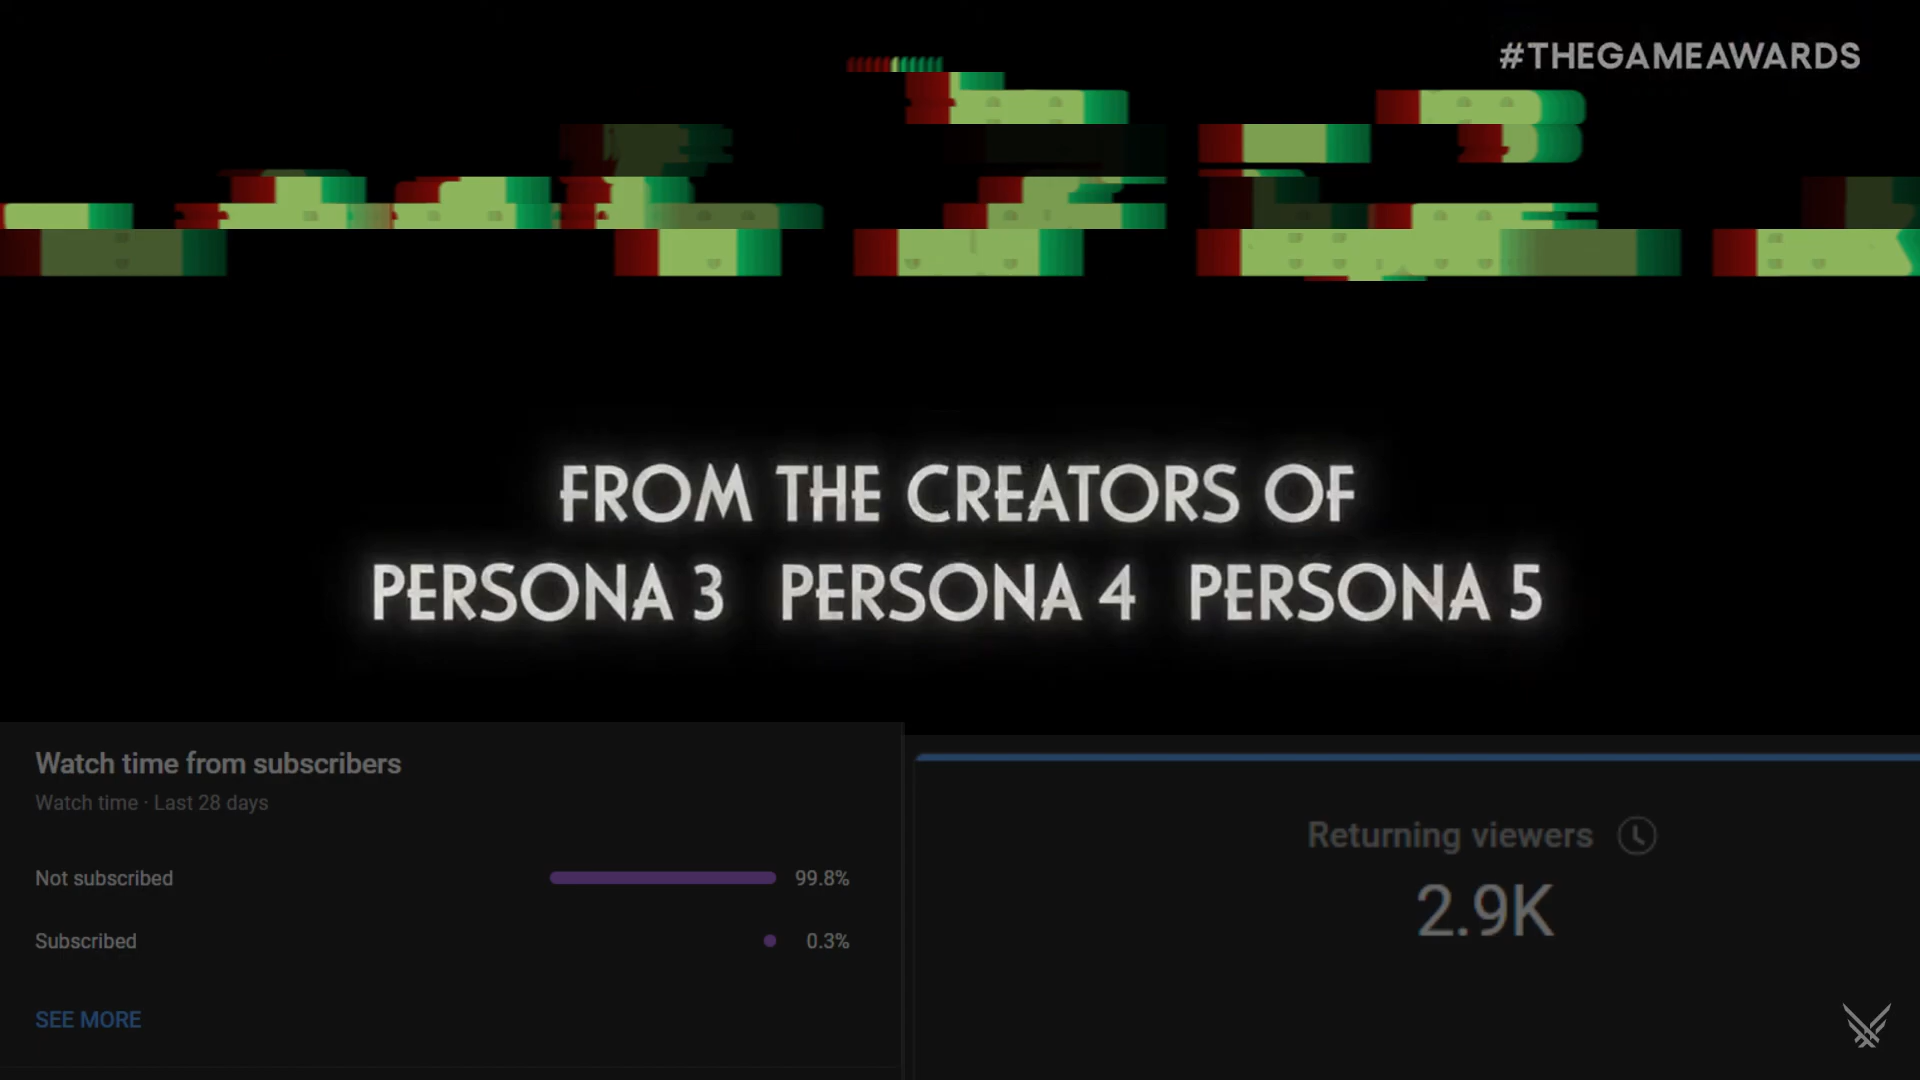 #THEGAMEAWARDS
FROM THE CREATORS OF
PERSONA 3 PERSONA 4 PERSONA 5
Watch time from subscribers
Watch time · Last 28 days
Not subscribed 99.8%
Subscribed 0.3%
SEE MORE
Returning viewers
2.9K